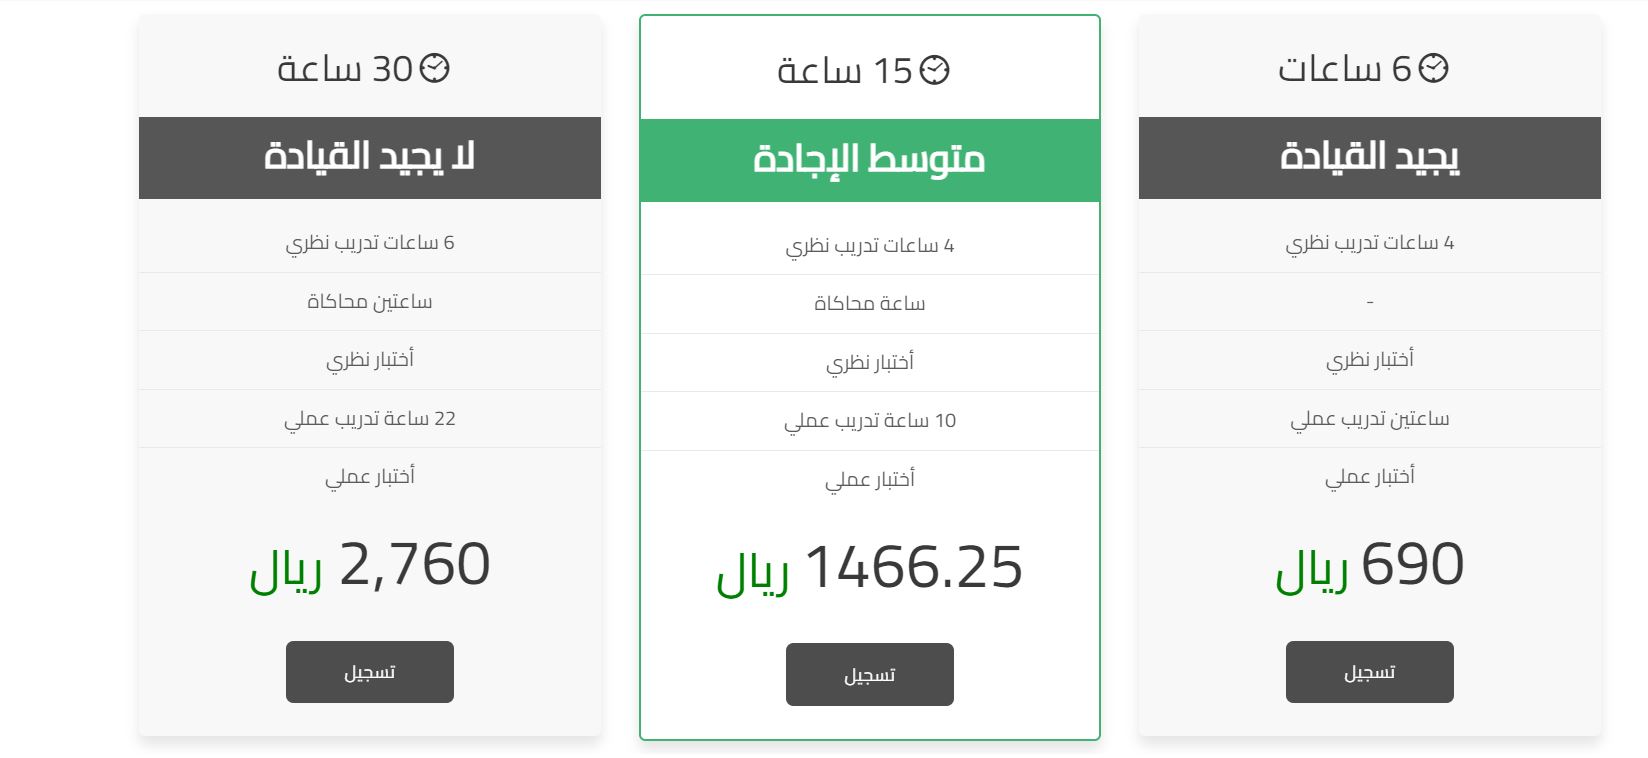 6 ساعات
يجيد القيادة
4 ساعات تدريب نظري
-
أختبار نظري
ساعتين تدريب عملي
أختبار عملي
690 ريال
تسجيل
15 ساعة
متوسط الإجادة
4 ساعات تدريب نظري
ساعة محاكاة
أختبار نظري
10 ساعة تدريب عملي
أختبار عملي
1466.25 ريال
تسجيل
30 ساعة
لا يجيد القيادة
6 ساعات تدريب نظري
ساعتين محاكاة
أختبار نظري
22 ساعة تدريب عملي
أختبار عملي
2,760 ريال
تسجيل